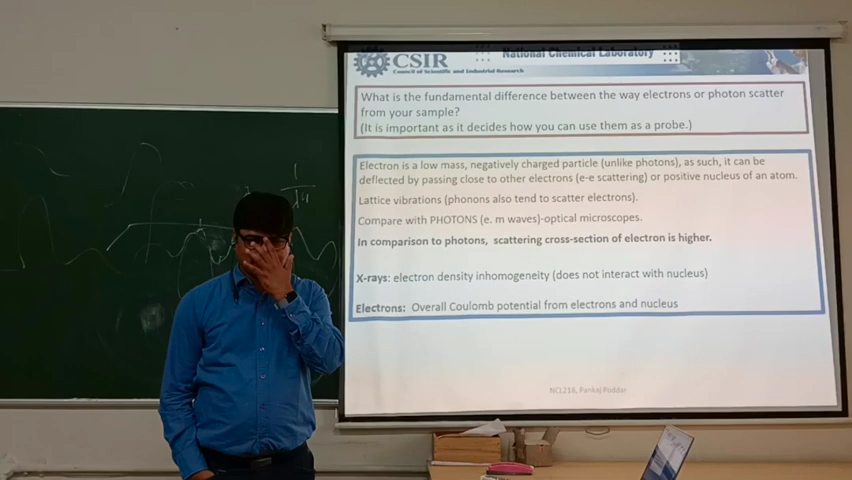 CSIR
National Chemical Laboratory
Council of Scientific and Industrial Research
What is the fundamental difference between the way electrons or photon scatter
from your sample?
(It is important as it decides how you can use them as a probe.)
Electron is a low mass, negatively charged particle (unlike photons), as such, it can be
deflected by passing close to other electrons (e-e scattering) or positive nucleus of an atom.
Lattice vibrations (phonons also tend to scatter electrons).
Compare with PHOTONS (e. m waves)-optical microscopes.
In comparison to photons, scattering cross-section of electron is higher.
X-rays: electron density inhomogeneity (does not interact with nucleus)
Electrons: Overall Coulomb potential from electrons and nucleus
NCL216, Pankaj Poddar